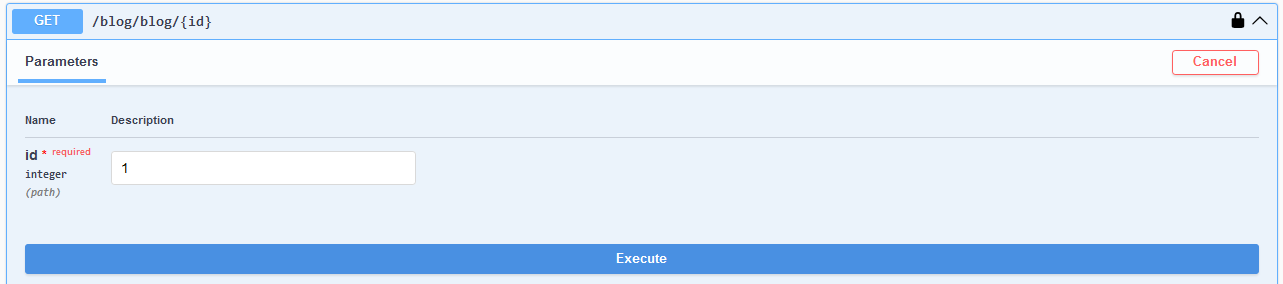 GET /blog/blog/{id}
Parameters Cancel
Name Description
id * required
integer
(path)
1
Execute